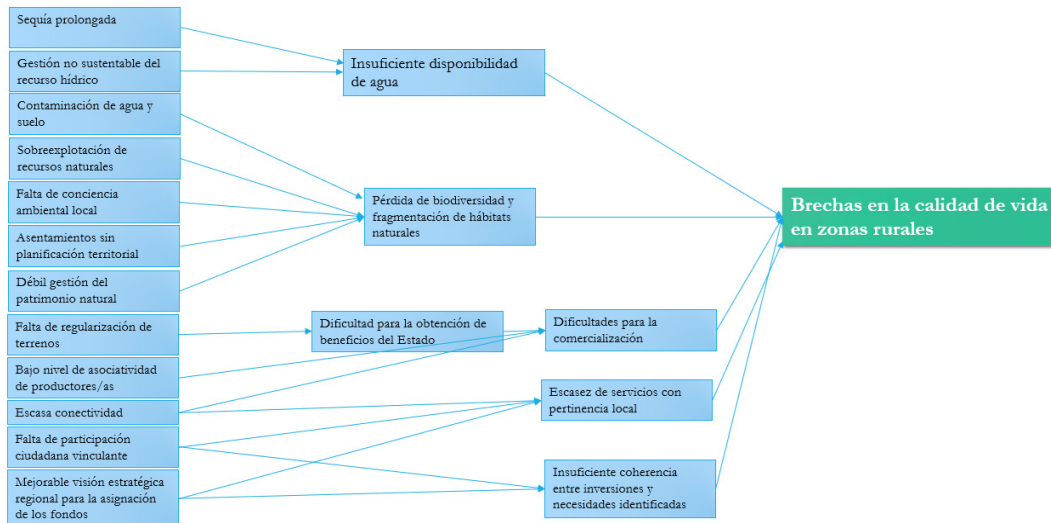 Sequía prolongada
Gestión no sustentable del
recurso hídrico
Contaminación de agua y
suelo
Sobreexplotación de
recursos naturales
Falta de conciencia
ambiental local
Asentamientos sin
planificación territorial
Débil gestión del
patrimonio natural
Falta de regularización de
terrenos
Bajo nivel de asociatividad
de productores/as
Escasa conectividad
Falta de participación
ciudadana vinculante
Mejorable visión estratégica
regional para la asignación
de los fondos
Insuficiente disponibilidad
de agua
Pérdida de biodiversidad y
fragmentación de hábitats
naturales
Dificultad para la obtención de
beneficios del Estado
Dificultades para la
comercialización
Escasez de servicios con
pertinencia local
Insuficiente coherencia
entre inversiones y
necesidades identificadas
Brechas en la calidad de vida
en zonas rurales